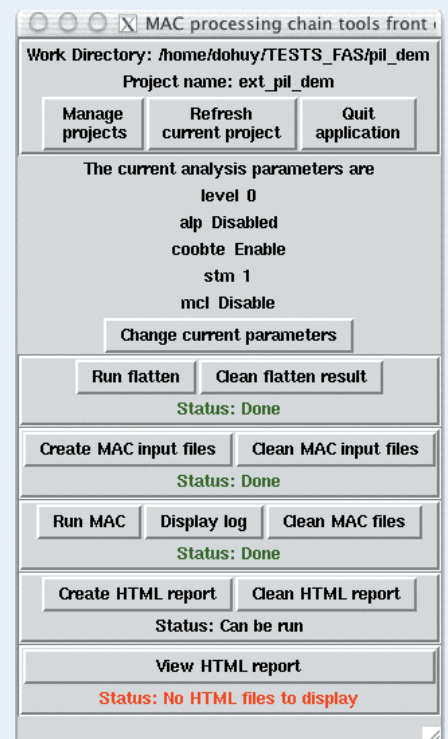 MAC processing chain tools front
Work Directory: /home/dohuy/TESTS_FAS/pil_dem
Project name: ext_pil_dem
Manage Refresh Quit
projects current project application
The current analysis parameters are
level 0
alp Disabled
coobte Enable
stm 1
mcl Disable
Change current parameters
Run flatten Clean flatten result
Status: Done
Create MAC input files Clean MAC input files
Status: Done
Run MAC Display log Clean MAC files
Status: Done
Create HTML report Clean HTML report
Status: Can be run
View HTML report
Status: No HTML files to display